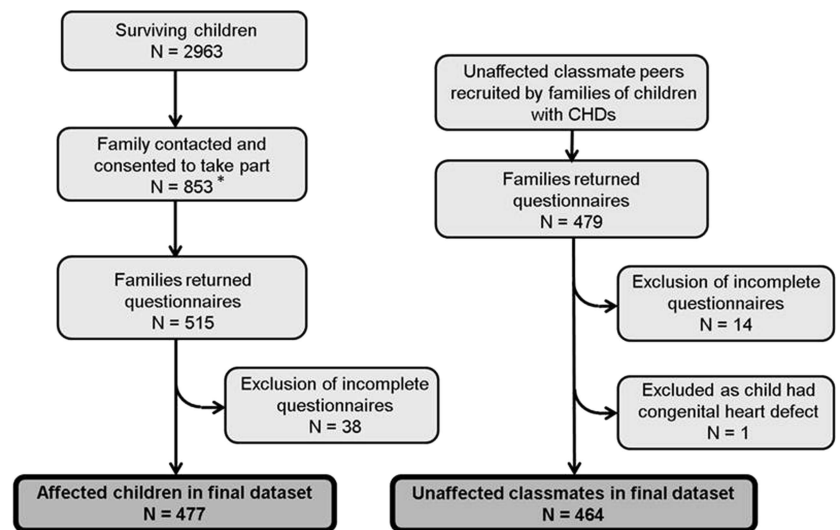 Surviving children
N = 2963
Family contacted and
consented to take part
N = 853*
Families returned
questionnaires
N = 515
Exclusion of incomplete
questionnaires
N = 38
Affected children in final dataset
N = 477
Unaffected classmate peers
recruited by families of children
with CHDs
Families returned
questionnaires
N = 479
Exclusion of incomplete
questionnaires
N = 14
Excluded as child had
congenital heart defect
N = 1
Unaffected classmates in final dataset
N = 464